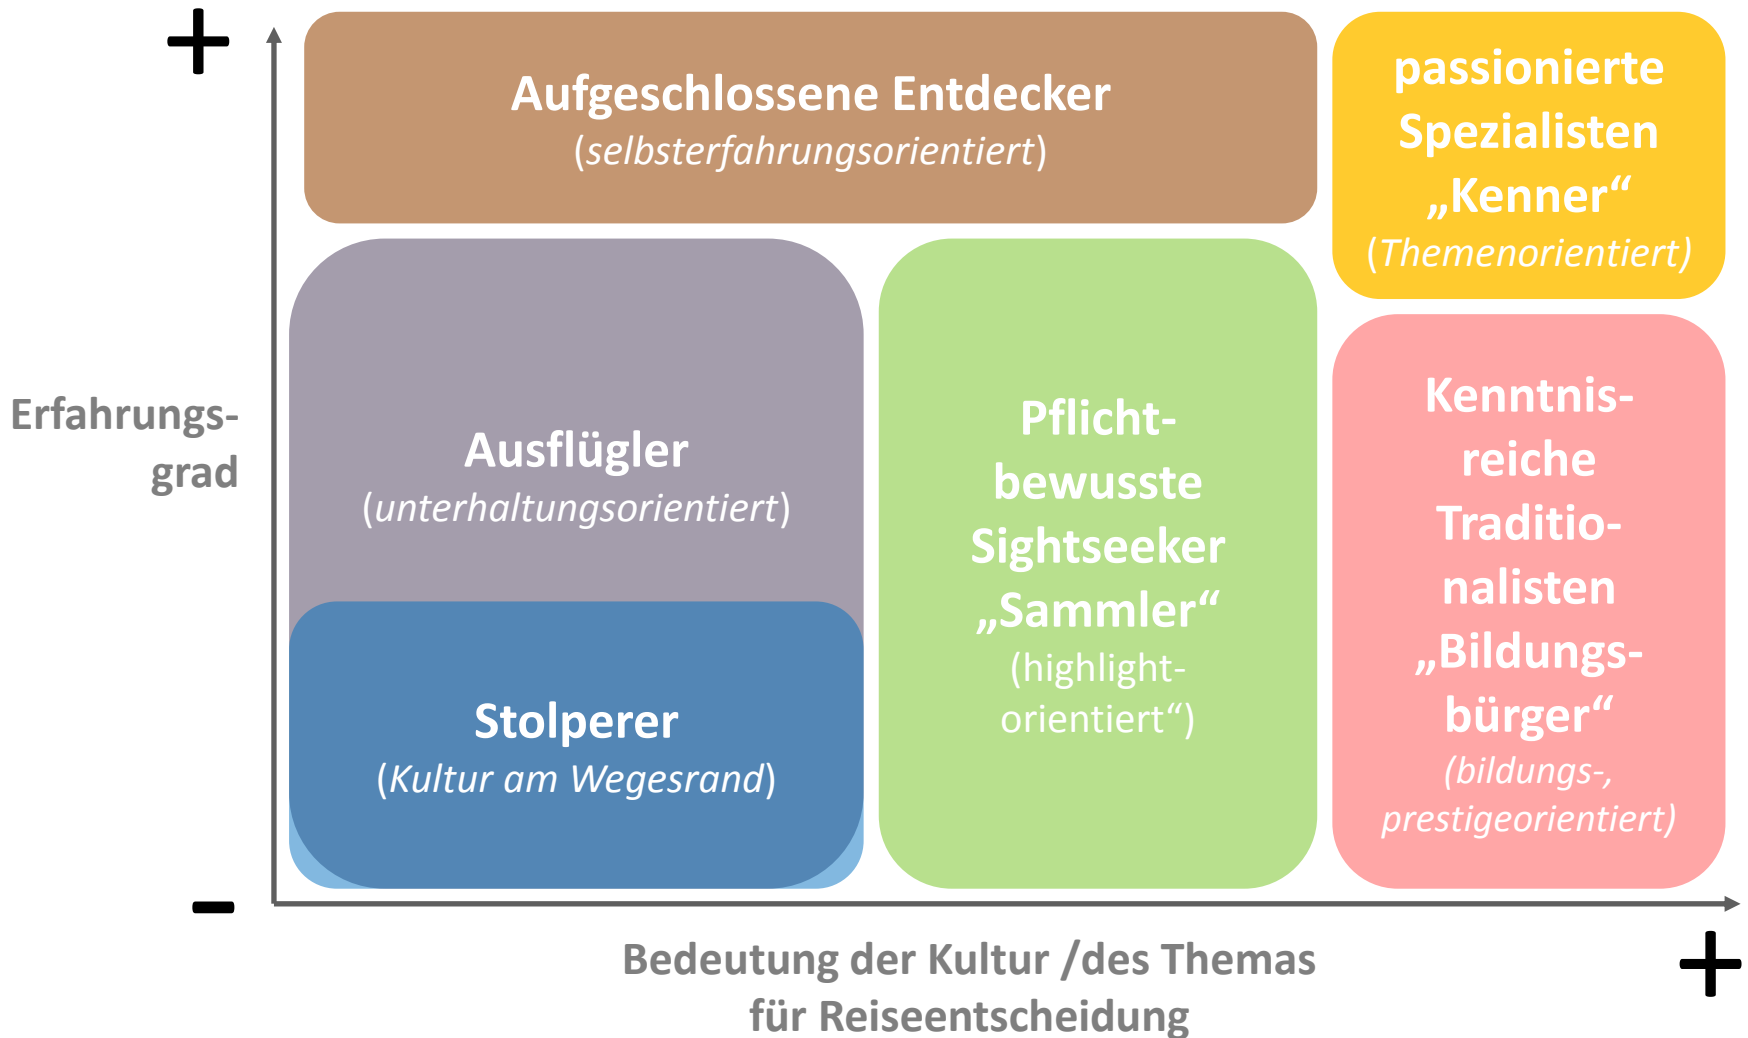 +
Aufgeschlossene Entdecker
(selbsterfahrungsorientiert)
passionierte
Spezialisten
„Kenner“
(Themenorientiert)
Erfahrungs-
grad
Ausflügler
(unterhaltungsorientiert)
Stolperer
(Kultur am Wegesrand)
Pflicht-
bewusste
Sightseeker
„Sammler“
(highlight-
orientiert“)
Kenntnis-
reiche
Traditio-
nalisten
„Bildungs-
bürger“
(bildungs-,
prestigeorientiert)
-
Bedeutung der Kultur /des Themas
für Reiseentscheidung
+